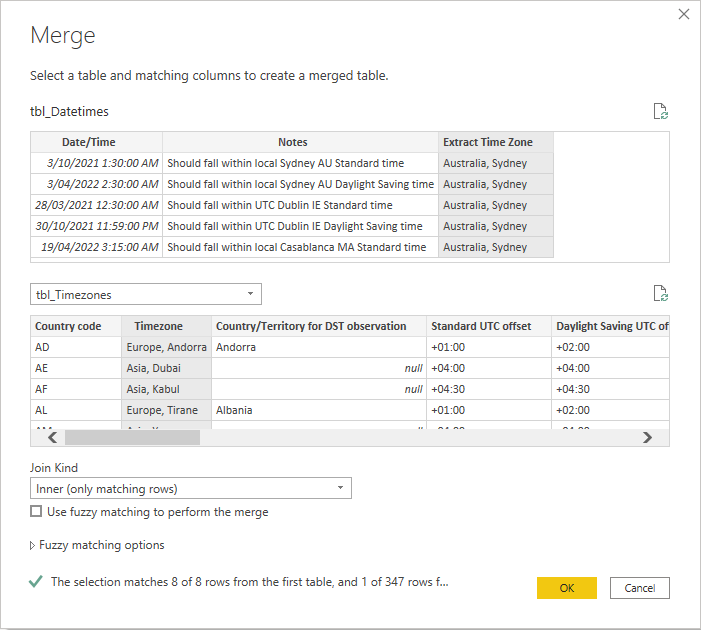 Merge
Select a table and matching columns to create a merged table.
tbl_Datetimes
Date/Time Notes Extract Time Zone
3/10/2021 1:30:00 AM Should fall within local Sydney AU Standard time Australia, Sydney
3/04/2022 2:30:00 AM Should fall within local Sydney AU Daylight Saving time Australia, Sydney
28/03/2021 12:30:00 AM Should fall within UTC Dublin IE Standard time Australia, Sydney
30/10/2021 11:59:00 PM Should fall within UTC Dublin IE Daylight Saving time Australia, Sydney
19/04/2022 3:15:00 AM Should fall within local Casablanca MA Standard time Australia, Sydney
tbl_Timezones
Country code Timezone Country/Territory for DST observation Standard UTC offset Daylight Saving UTC of
AD Europe, Andorra Andorra +01:00 +02:00
AE Asia, Dubai null +04:00 +04:00
AF Asia, Kabul null +04:30 +04:30
AL Europe, Tirane Albania +01:00 +02:00
Join Kind
Inner (only matching rows)
Use fuzzy matching to perform the merge
Fuzzy matching options
The selection matches 8 of 8 rows from the first table, and 1 of 347 rows f...
OK Cancel